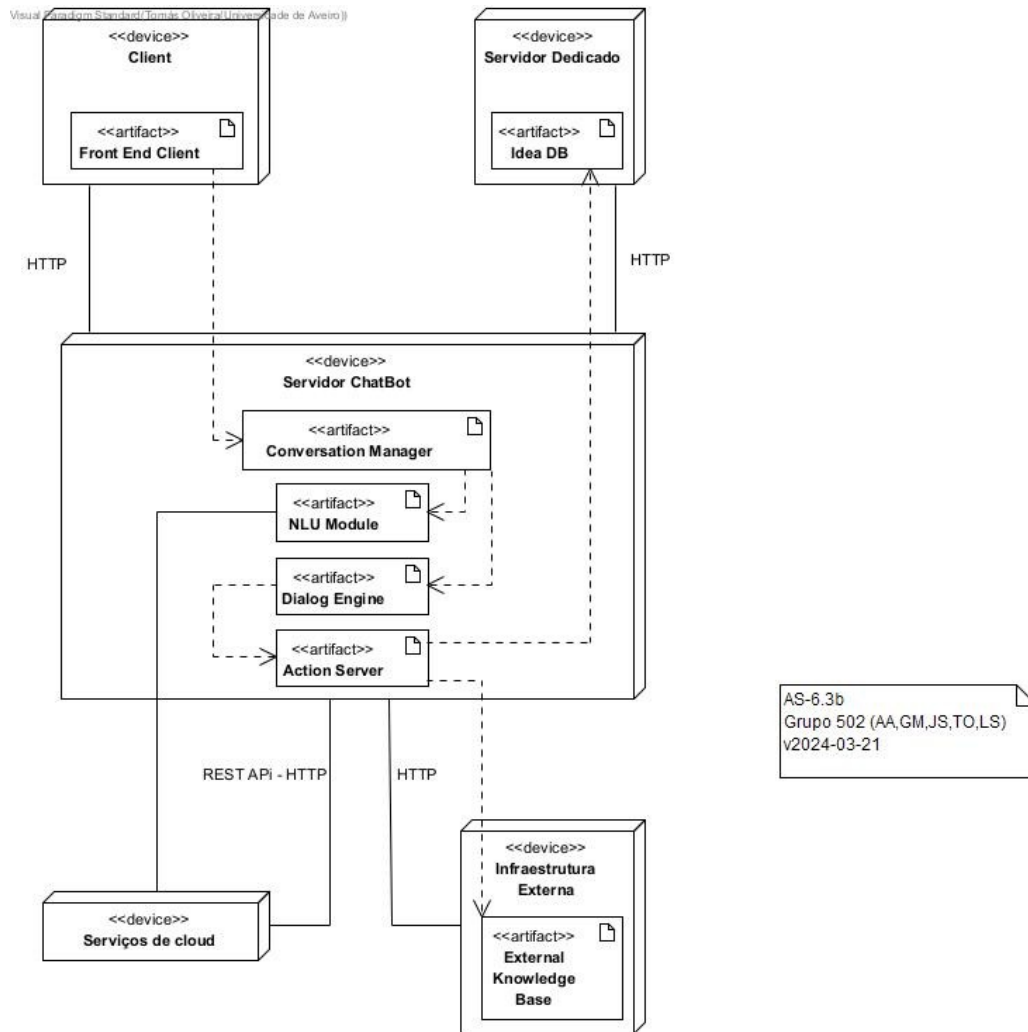 Visual Paradigm Standard(Tomás Oliveira(Universidade de Aveiro))
<<device>>
Client
<<artifact>>
Front End Client
<<device>>
Servidor Dedicado
<<artifact>>
Idea DB
HTTP
HTTP
<<device>>
Servidor ChatBot
<<artifact>>
Conversation Manager
<<artifact>>
NLU Module
<<artifact>>
Dialog Engine
<<artifact>>
Action Server
AS-6.3b
Grupo 502 (AA,GM,JS,TO,LS)
v2024-03-21
REST APi - HTTP
HTTP
<<device>>
Serviços de cloud
<<device>>
Infraestrutura
Externa
<<artifact>>
External
Knowledge
Base